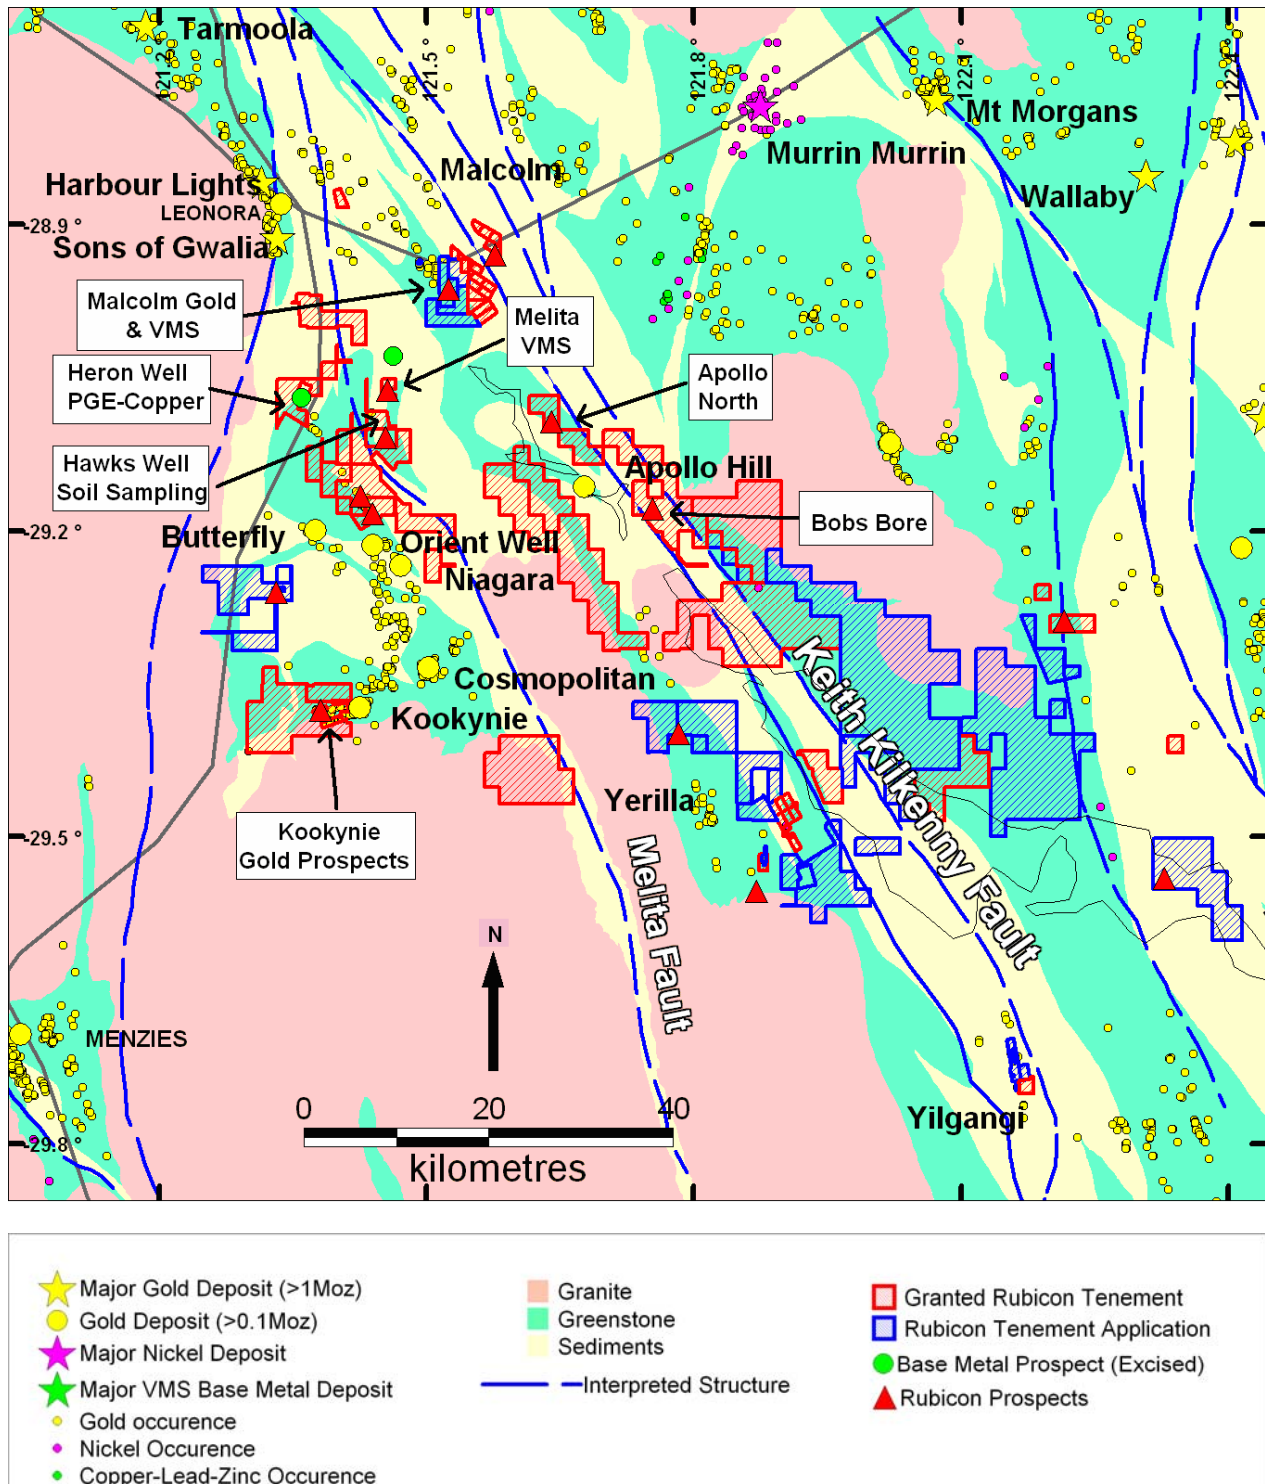 Tarmoola
121.2 °
121.5 °
121.8 °
122.1 °
122.4 °
Mt Morgans
Murrin Murrin
Malcolm
Wallaby
Harbour Lights
LEONORA
-28.9 °
Sons of Gwalia
Malcolm Gold
& VMS
Melita
VMS
Heron Well
PGE-Copper
Apollo
North
Hawks Well
Soil Sampling
Apollo Hill
Bobs Bore
-29.2 °
Butterfly
Orient Well
Niagara
Cosmopolitan
Kookynie
Keith Kilkenny Fault
Yerilla
Kookynie
Gold Prospects
-29.5 °
Melita Fault
N
MENZIES
0 20 40
kilometres
Yilgangi
-29.8 °
Major Gold Deposit (>1Moz)
Gold Deposit (>0.1Moz)
Major Nickel Deposit
Major VMS Base Metal Deposit
Gold occurence
Nickel Occurence
Copper-Lead-Zinc Occurence
Granite
Greenstone
Sediments
Interpreted Structure
Granted Rubicon Tenement
Rubicon Tenement Application
Base Metal Prospect (Excised)
Rubicon Prospects